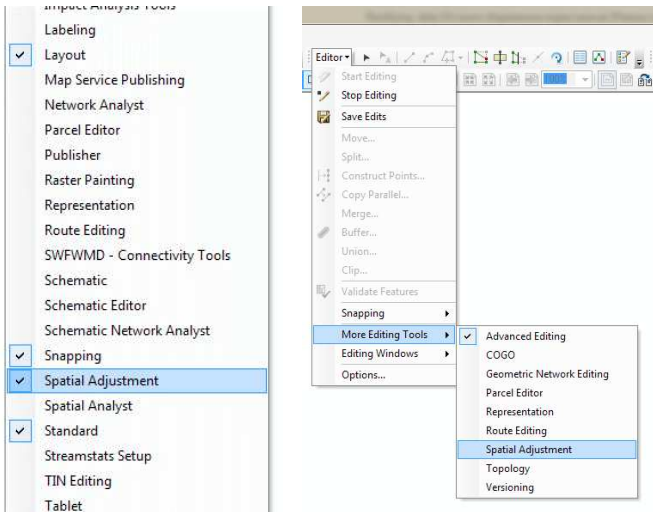 Impact Analysis Tools
Labeling
Layout
Map Service Publishing
Network Analyst
Parcel Editor
Publisher
Raster Painting
Representation
Route Editing
SWFWMD - Connectivity Tools
Schematic
Schematic Editor
Schematic Network Analyst
Snapping
Spatial Adjustment
Spatial Analyst
Standard
Streamstats Setup
TIN Editing
Tablet
Editor
Start Editing
Stop Editing
Save Edits
Move...
Split...
Construct Points...
Copy Parallel...
Merge...
Buffer...
Union...
Clip...
Validate Features
Snapping
More Editing Tools
Editing Windows
Options...
100%
Advanced Editing
COGO
Geometric Network Editing
Parcel Editor
Representation
Route Editing
Spatial Adjustment
Topology
Versioning